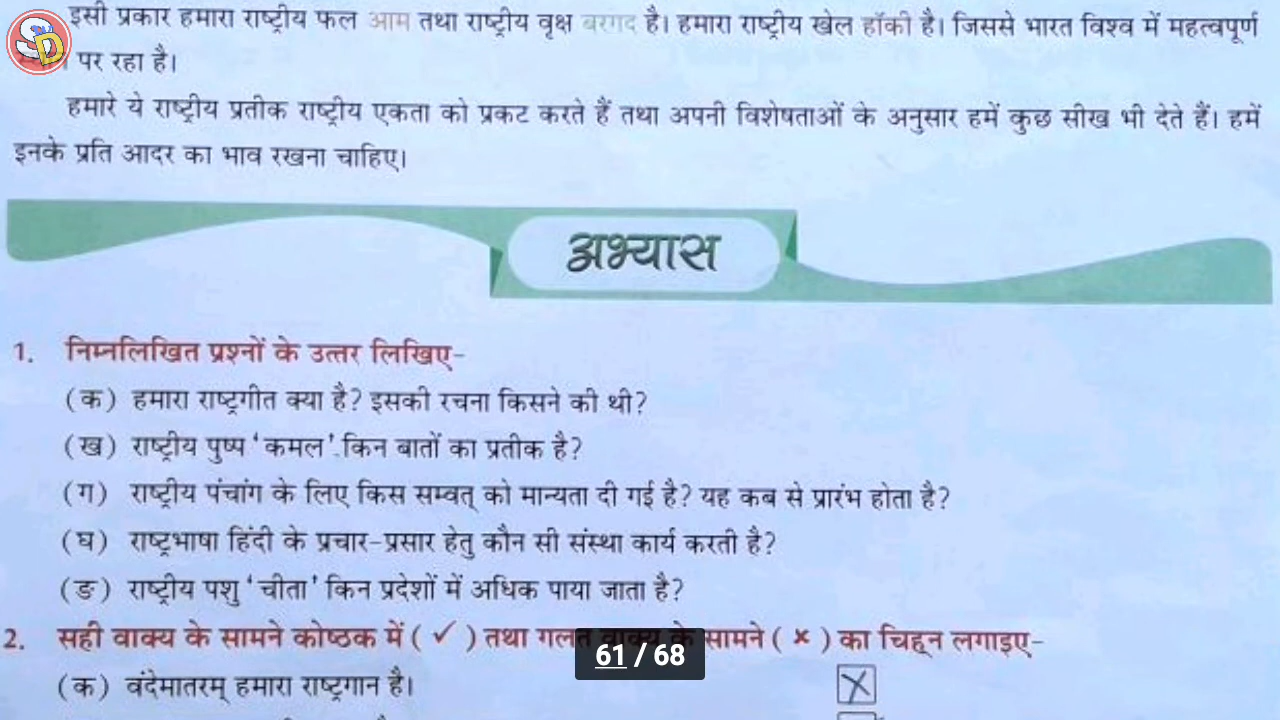 इसी प्रकार हमारा राष्ट्रीय फल आम तथा राष्ट्रीय वृक्ष बरगद है। हमारा राष्ट्रीय खेल हॉकी है। जिससे भारत विश्व में महत्वपूर्ण
SD पर रहा है।
हमारे ये राष्ट्रीय प्रतीक राष्ट्रीय एकता को प्रकट करते हैं तथा अपनी विशेषताओं के अनुसार हमें कुछ सीख भी देते हैं। हमें
इनके प्रति आदर का भाव रखना चाहिए।
अभ्यास
1. निम्नलिखित प्रश्नों के उत्तर लिखिए-
(क) हमारा राष्ट्रगीत क्या है? इसकी रचना किसने की थी?
(ख) राष्ट्रीय पुष्प 'कमल' किन बातों का प्रतीक है?
(ग) राष्ट्रीय पंचांग के लिए किस सम्वत् को मान्यता दी गई है? यह कब से प्रारंभ होता है?
(घ) राष्ट्रभाषा हिंदी के प्रचार-प्रसार हेतु कौन सी संस्था कार्य करती है?
(ङ) राष्ट्रीय पशु 'चीता' किन प्रदेशों में अधिक पाया जाता है?
2. सही वाक्य के सामने कोष्ठक में ( ✓ ) तथा गलत वाक्य के सामने ( × ) का चिह्न लगाइए-
61 / 68
(क) वंदेमातरम् हमारा राष्ट्रगान है। ×